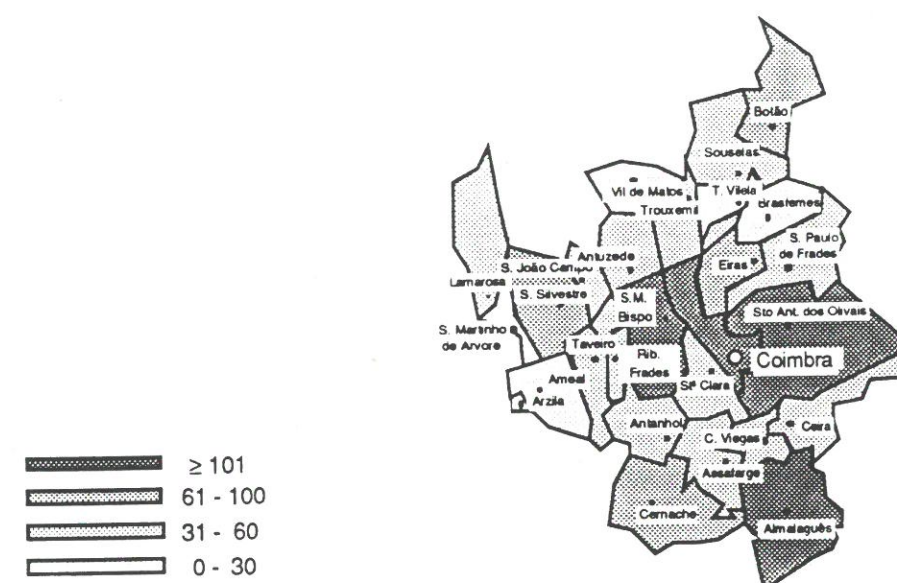 Botão
Souselas
Vil de Matos
T. Vilela
Trouxemil
Brasfemes
S. Paulo
de Frades
Antuzede
S. João Campo
Eiras
Lamarosa
S. Silvestre
S.M.
Bispo
Sto Ant. dos Olivais
S. Martinho
de Arvore
Taveiro
Rib.
Frades
Coimbra
Ameal
Stª Clara
Arzila
Antanhol
C. Viegas
Ceira
Assafarge
≥ 101
61 - 100
Cernache
Almalaguês
31 - 60
0 - 30